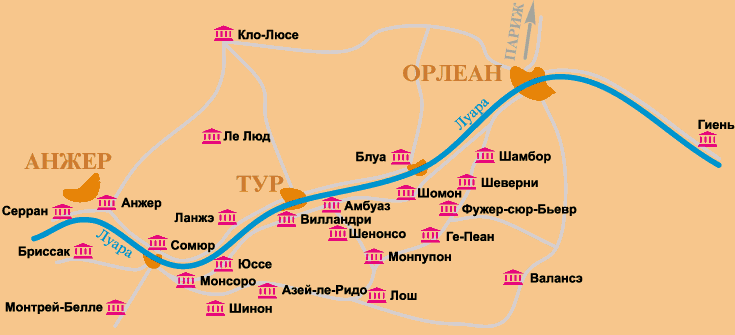 Кло-Люсе
ПАРИЖ
ОРЛЕАН
Луара
Гиень
Ле Люд
Блуа
Шамбор
АНЖЕР
ТУР
Шеверни
Шомон
Серран
Анжер
Ланжэ
Амбуаз
Вилландри
Фужер-сюр-Бьевр
Луара
Сомюр
Шенонсо
Ге-Пеан
Бриссак
Юссе
Монпупон
Монсоро
Валансэ
Азей-ле-Ридо
Лош
Монтрей-Белле
Шинон